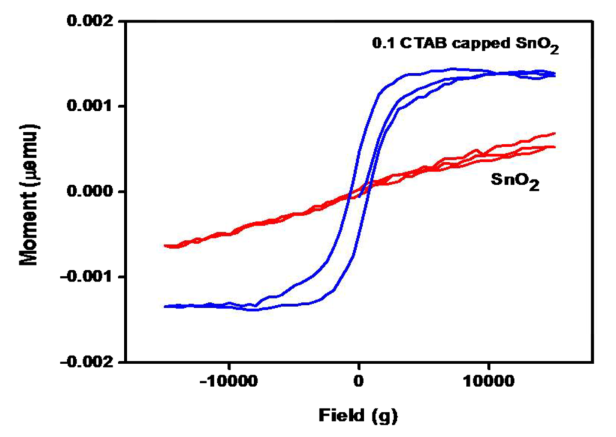 0.002
0.1 CTAB capped SnO2
0.001
0.000
SnO2
-0.001
-0.002
-10000 0 10000
Moment (µemu)
Field (g)